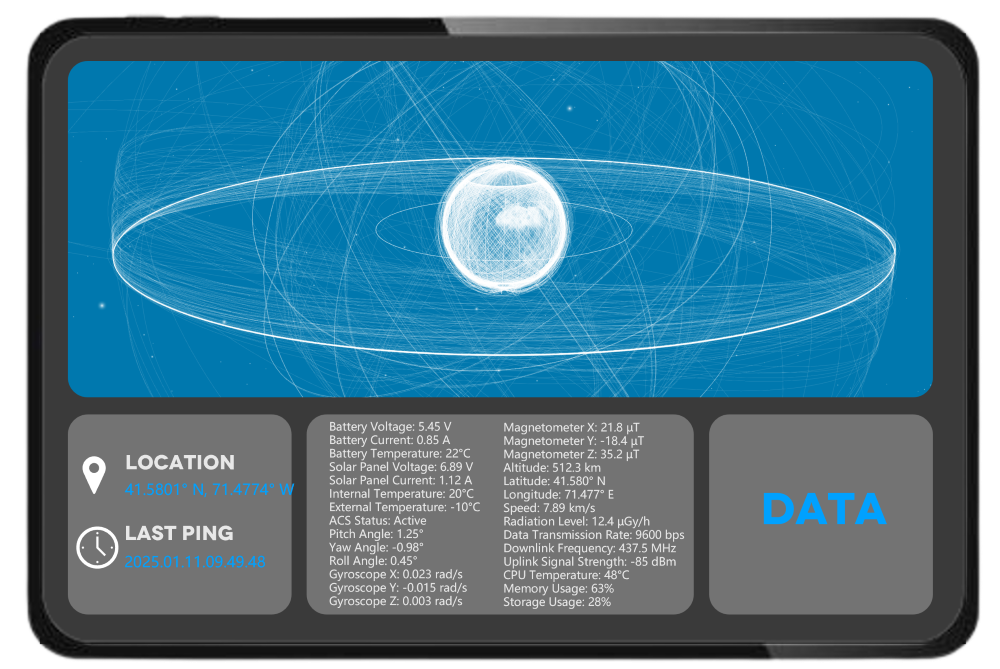 LOCATION
41.5801° N, 71.4774° W
LAST PING
2025.01.11.09.49.46
Battery Voltage: 5.45 V
Battery Current: 0.85 A
Battery Temperature: 22°C
Solar Panel Voltage: 6.89 V
Solar Panel Current: 1.12 A
Internal Temperature: 20°C
External Temperature: -10°C
ACS Status: Active
Pitch Angle: 1.25°
Yaw Angle: -0.98°
Roll Angle: 0.45°
Gyroscope X: 0.023 rad/s
Gyroscope Y: -0.015 rad/s
Gyroscope Z: 0.003 rad/s
Magnetometer X: 21.8 µT
Magnetometer Y: -18.4 µT
Magnetometer Z: 35.2 µT
Altitude: 512.3 km
Latitude: 41.580° N
Longitude: 71.477° E
Speed: 7.89 km/s
Radiation Level: 12.4 µGy/h
Data Transmission Rate: 9600 bps
Downlink Frequency: 437.5 MHz
Uplink Signal Strength: -85 dBm
CPU Temperature: 48°C
Memory Usage: 63%
Storage Usage: 28%
DATA